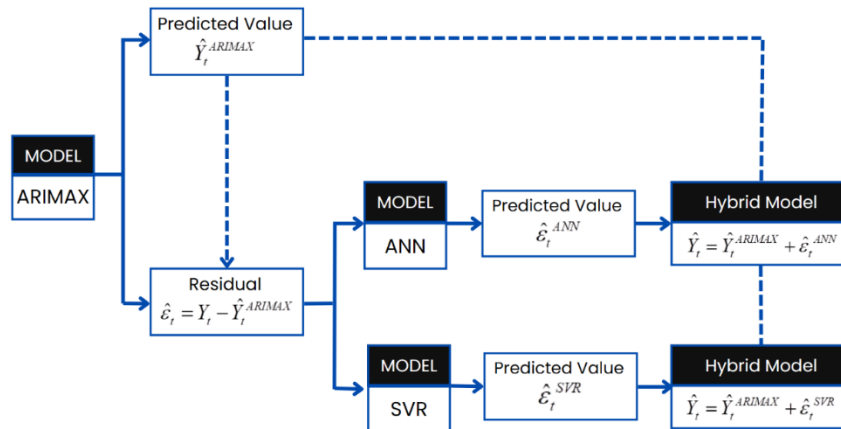 Predicted Value
Ŷ_t^ARIMAX
MODEL
ARIMAX
Residual
ε̂_t = Y_t − Ŷ_t^ARIMAX
MODEL
ANN
Predicted Value
ε̂_t^ANN
Hybrid Model
Ŷ_t = Ŷ_t^ARIMAX + ε̂_t^ANN
MODEL
SVR
Predicted Value
ε̂_t^SVR
Hybrid Model
Ŷ_t = Ŷ_t^ARIMAX + ε̂_t^SVR